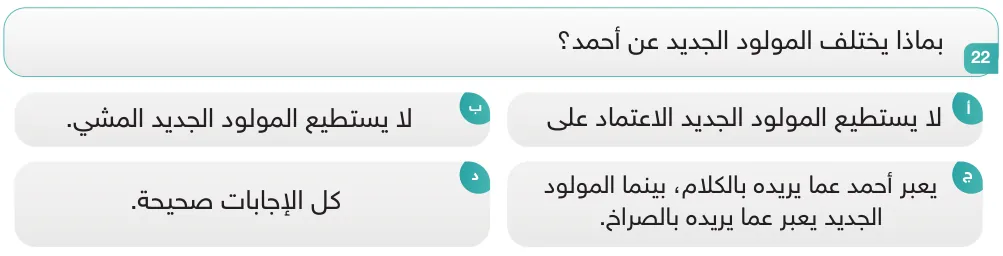 بماذا يختلف المولود الجديد عن أحمد؟
22
أ
لا يستطيع المولود الجديد الاعتماد على
ب
لا يستطيع المولود الجديد المشي.
ج
يعبر أحمد عما يريده بالكلام، بينما المولود
الجديد يعبر عما يريده بالصراخ.
د
كل الإجابات صحيحة.